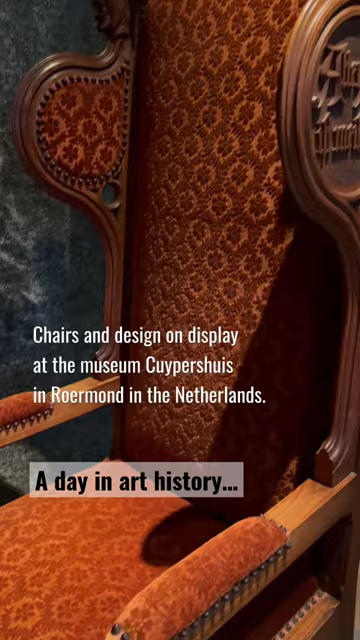 Chairs and design on display
at the museum Cuypershuis
in Roermond in the Netherlands.
A day in art history...